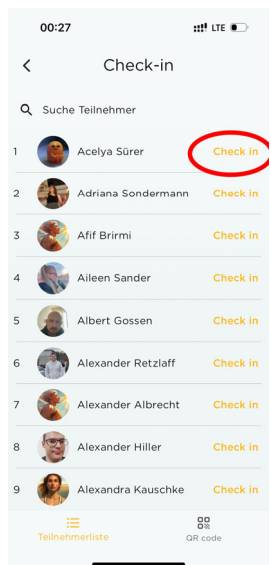 00:27 LTE
Check-in
Suche Teilnehmer
1 Acelya Sürer Check in
2 Adriana Sondermann Check in
3 Afif Brirmi Check in
4 Aileen Sander Check in
5 Albert Gossen Check in
6 Alexander Retzlaff Check in
7 Alexander Albrecht Check in
8 Alexander Hiller Check in
9 Alexandra Kauschke Check in
Teilnehmerliste QR code